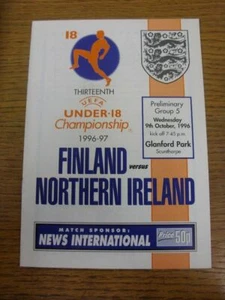 18
THIRTEENTH
UEFA
UNDER-18
Championship
1996-97
Preliminary
Group 5
Wednesday
9th October, 1996
kick off 7.45 p.m.
Glanford Park
Scunthorpe
FINLAND
versus
NORTHERN IRELAND
MATCH SPONSOR:
NEWS INTERNATIONAL
Price 50p